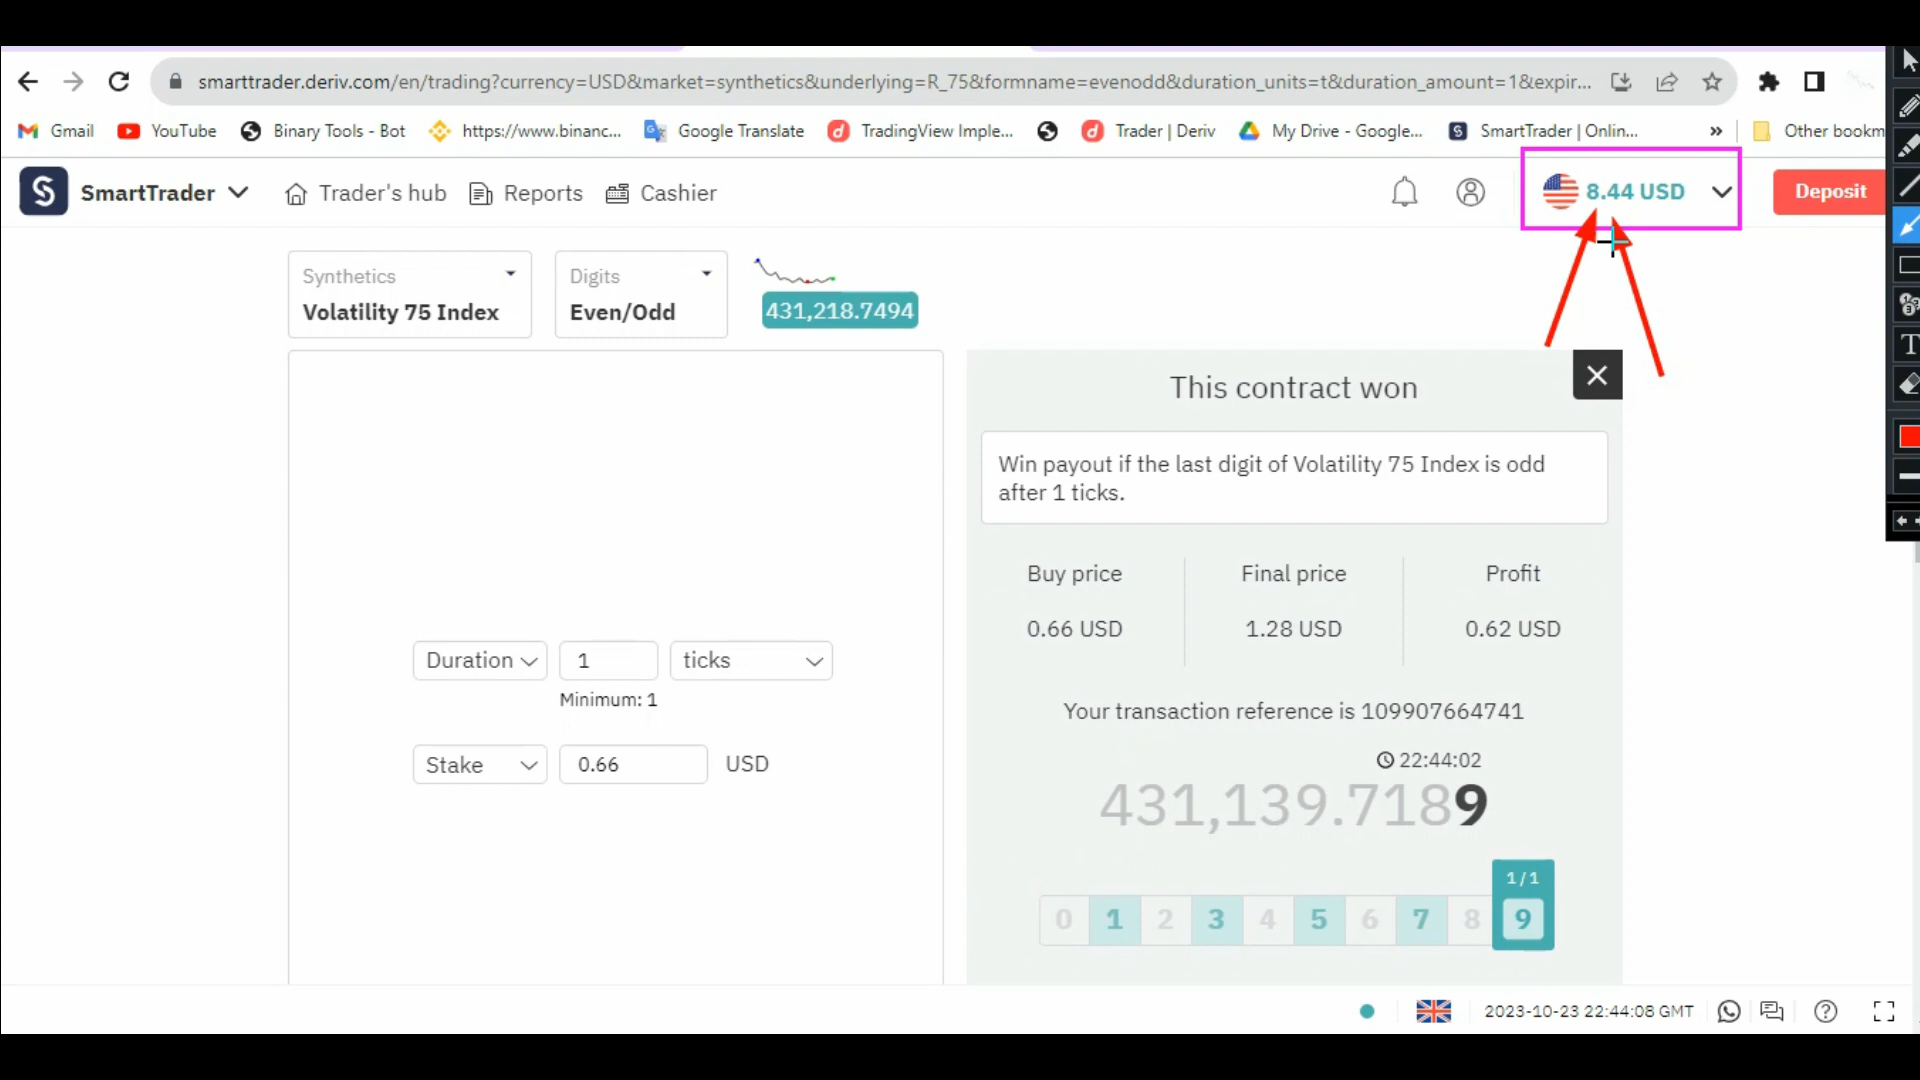 smarttrader.deriv.com/en/trading?currency=USD&market=synthetics&underlying=R_75&formname=evenodd&duration_units=t&duration_amount=1&expir...
Gmail YouTube Binary Tools - Bot https://www.binanc... Google Translate TradingView Imple... Trader | Deriv My Drive - Google... SmartTrader | Onlin... » Other bookm
SmartTrader Trader's hub Reports Cashier 8.44 USD Deposit
Synthetics Digits
Volatility 75 Index Even/Odd 431,218.7494
This contract won
Win payout if the last digit of Volatility 75 Index is odd
after 1 ticks.
Buy price Final price Profit
0.66 USD 1.28 USD 0.62 USD
Duration 1 ticks
Minimum: 1
Your transaction reference is 109907664741
Stake 0.66 USD
22:44:02
431,139.7189
1/1
0 1 2 3 4 5 6 7 8 9
2023-10-23 22:44:08 GMT